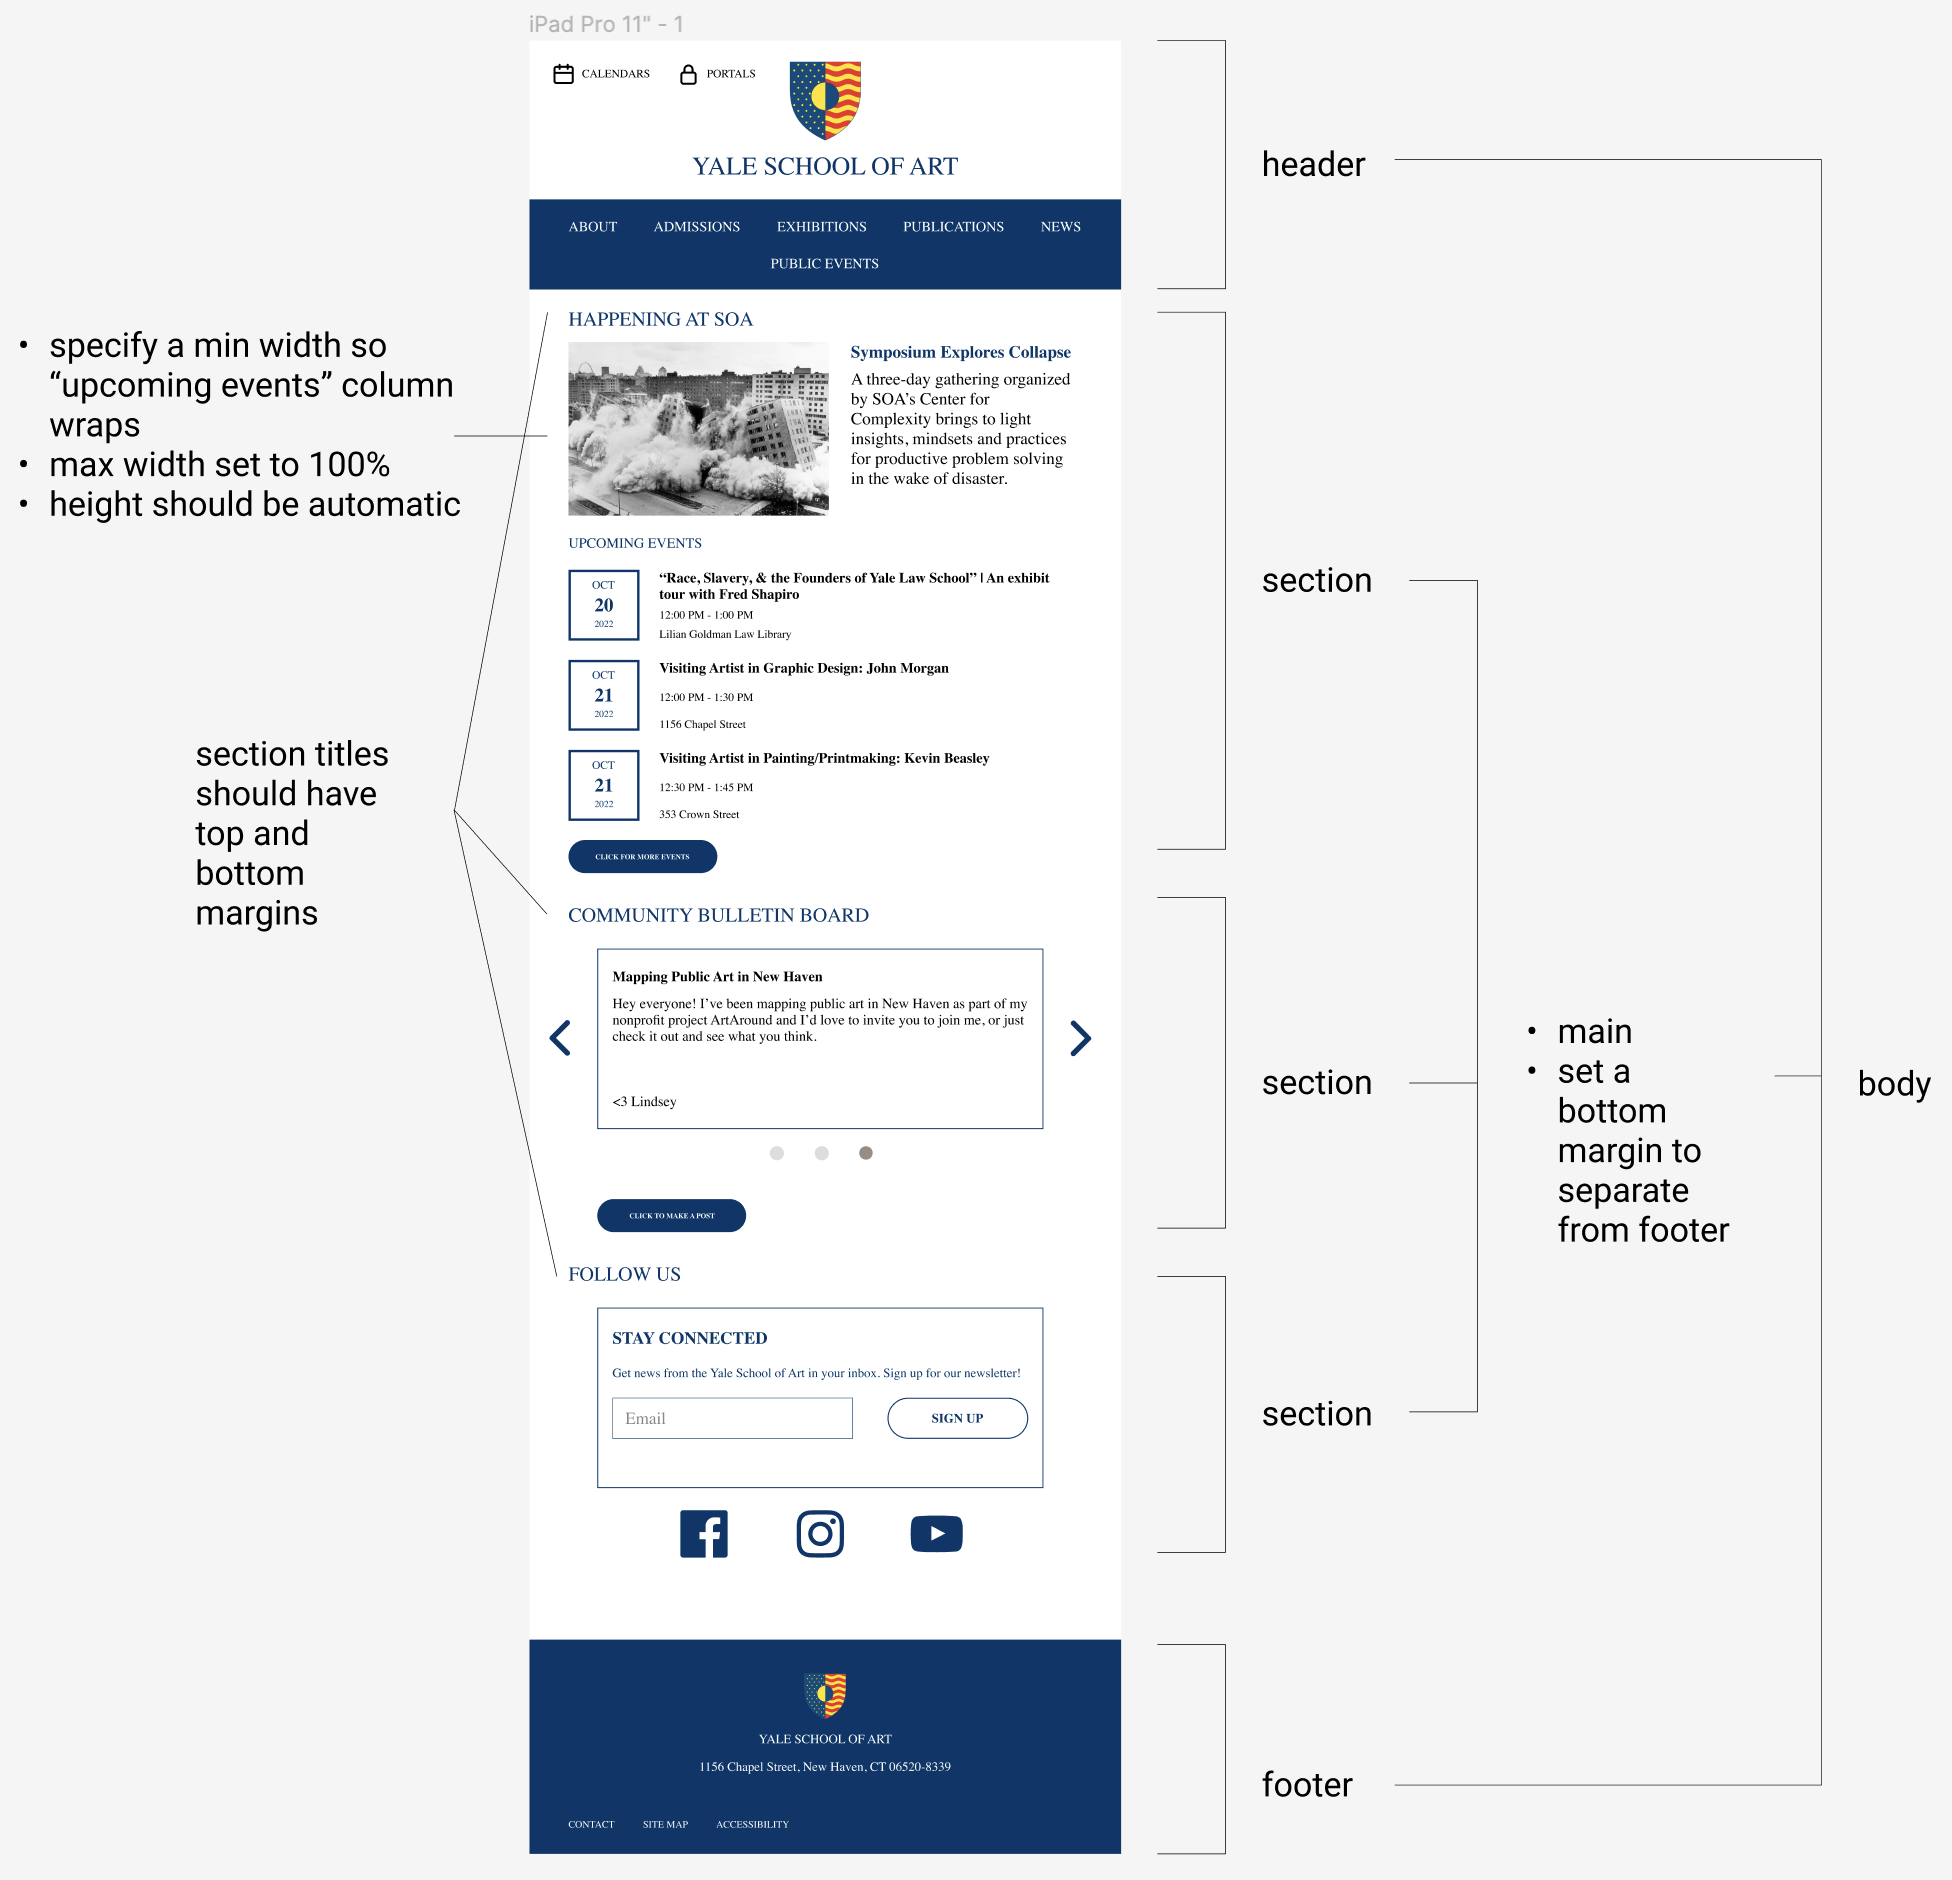 iPad Pro 11" - 1
CALENDARS
PORTALS
YALE SCHOOL OF ART
ABOUT
ADMISSIONS
EXHIBITIONS
PUBLICATIONS
NEWS
PUBLIC EVENTS
HAPPENING AT SOA
Symposium Explores Collapse
A three-day gathering organized
by SOA’s Center for
Complexity brings to light
insights, mindsets and practices
for productive problem solving
in the wake of disaster.
UPCOMING EVENTS
OCT
20
2022
“Race, Slavery, & the Founders of Yale Law School” | An exhibit
tour with Fred Shapiro
12:00 PM - 1:00 PM
Lilian Goldman Law Library
OCT
21
2022
Visiting Artist in Graphic Design: John Morgan
12:00 PM - 1:30 PM
1156 Chapel Street
OCT
21
2022
Visiting Artist in Painting/Printmaking: Kevin Beasley
12:30 PM - 1:45 PM
353 Crown Street
CLICK FOR MORE EVENTS
COMMUNITY BULLETIN BOARD
Mapping Public Art in New Haven
Hey everyone! I’ve been mapping public art in New Haven as part of my
nonprofit project ArtAround and I’d love to invite you to join me, or just
check it out and see what you think.
<3 Lindsey
CLICK TO MAKE A POST
FOLLOW US
STAY CONNECTED
Get news from the Yale School of Art in your inbox. Sign up for our newsletter!
Email
SIGN UP
YALE SCHOOL OF ART
1156 Chapel Street, New Haven, CT 06520-8339
CONTACT
SITE MAP
ACCESSIBILITY
• specify a min width so
“upcoming events” column
wraps
• max width set to 100%
• height should be automatic
section titles
should have
top and
bottom
margins
header
section
section
section
footer
• main
• set a
bottom
margin to
separate
from footer
body